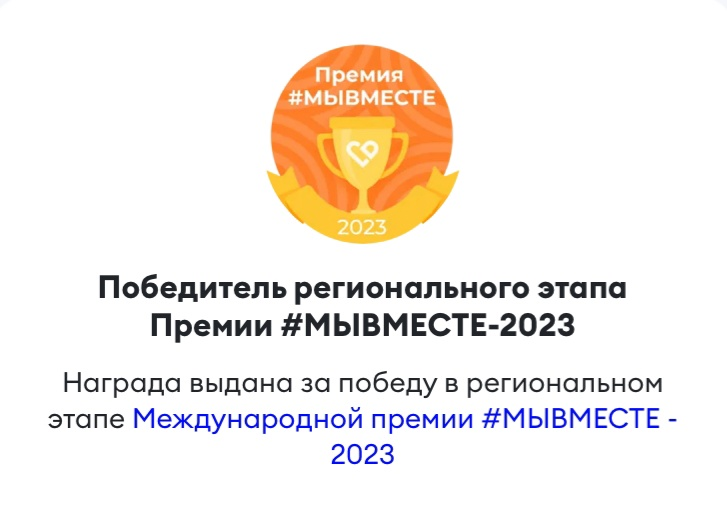 Премия
#МЫВМЕСТЕ
2023
Победитель регионального этапа
Премии #МЫВМЕСТЕ-2023
Награда выдана за победу в региональном
этапе Международной премии #МЫВМЕСТЕ -
2023